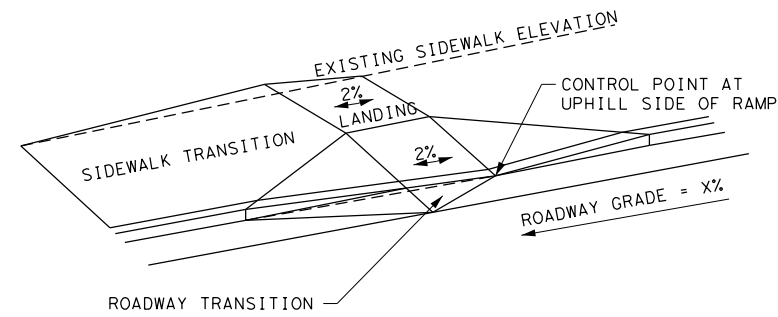 EXISTING SIDEWALK ELEVATION
2%
LANDING
CONTROL POINT AT
UPHILL SIDE OF RAMP
SIDEWALK TRANSITION
2%
ROADWAY GRADE = X%
ROADWAY TRANSITION